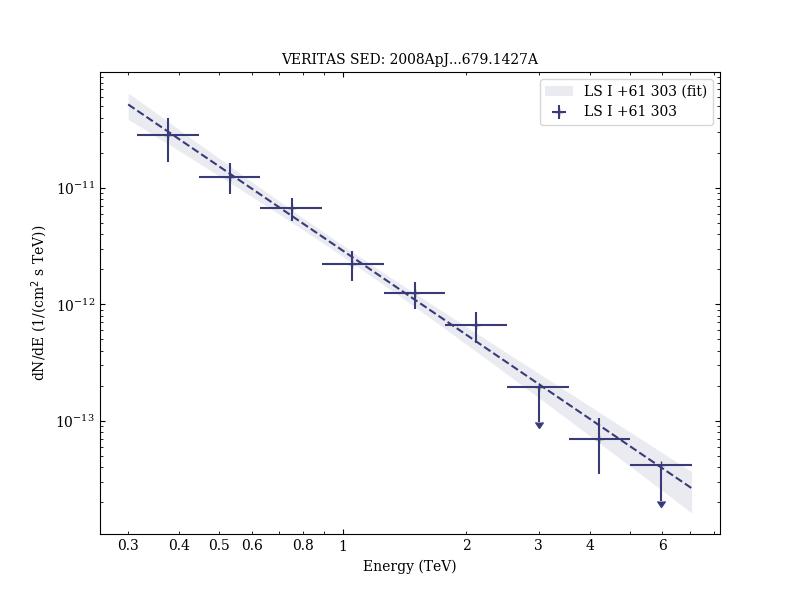 VERITAS SED: 2008ApJ...679.1427A
LS I +61 303 (fit)
LS I +61 303
dN/dE (1/(cm² s TeV))
10⁻¹¹
10⁻¹²
10⁻¹³
0.3 0.4 0.5 0.6 0.8 1 2 3 4 6
Energy (TeV)